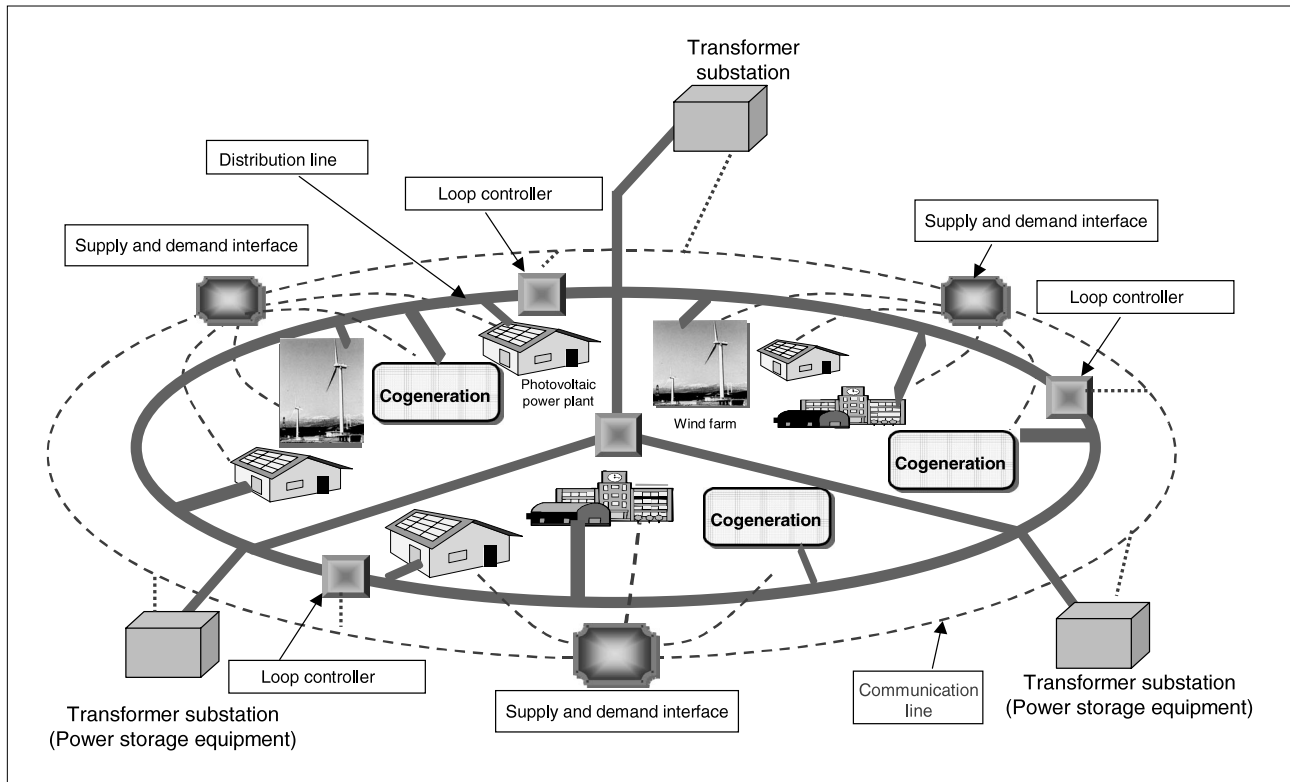 Transformer
substation
Distribution line
Loop controller
Supply and demand interface
Supply and demand interface
Loop controller
Photovoltaic
power plant
Cogeneration
Wind farm
Cogeneration
Cogeneration
Loop controller
Supply and demand interface
Communication
line
Transformer substation
(Power storage equipment)
Transformer substation
(Power storage equipment)